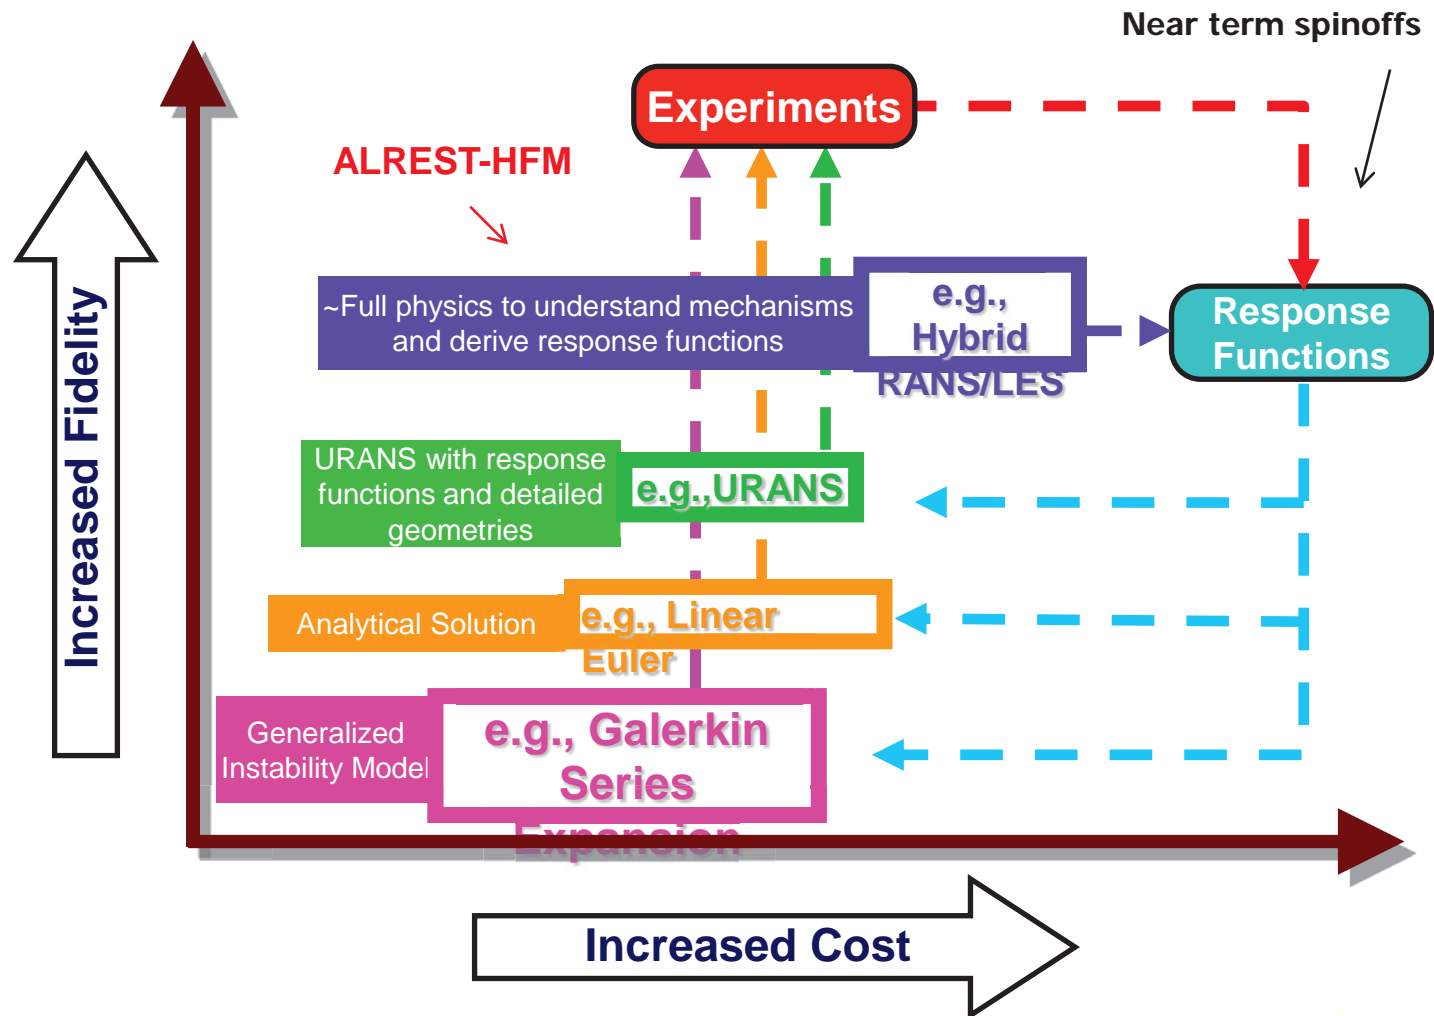 Near term spinoffs
Experiments
ALREST-HFM
~Full physics to understand mechanisms
and derive response functions
e.g.,
Hybrid
RANS/LES
Response
Functions
URANS with response
functions and detailed
geometries
e.g.,URANS
Analytical Solution
e.g., Linear
Euler
Generalized
Instability Model
e.g., Galerkin
Series
Expansion
Increased Fidelity
Increased Cost